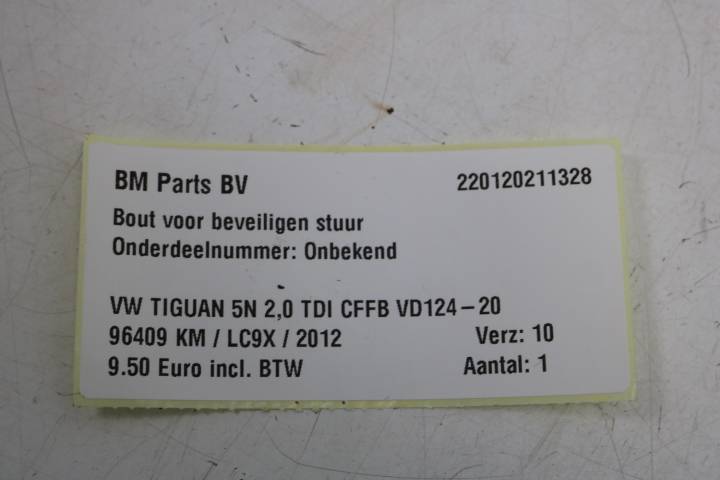 BM Parts BV 220120211328
Bout voor beveiligen stuur
Onderdeelnummer: Onbekend
VW TIGUAN 5N 2,0 TDI CFFB VD124-20
96409 KM / LC9X / 2012 Verz: 10
9.50 Euro incl. BTW Aantal: 1